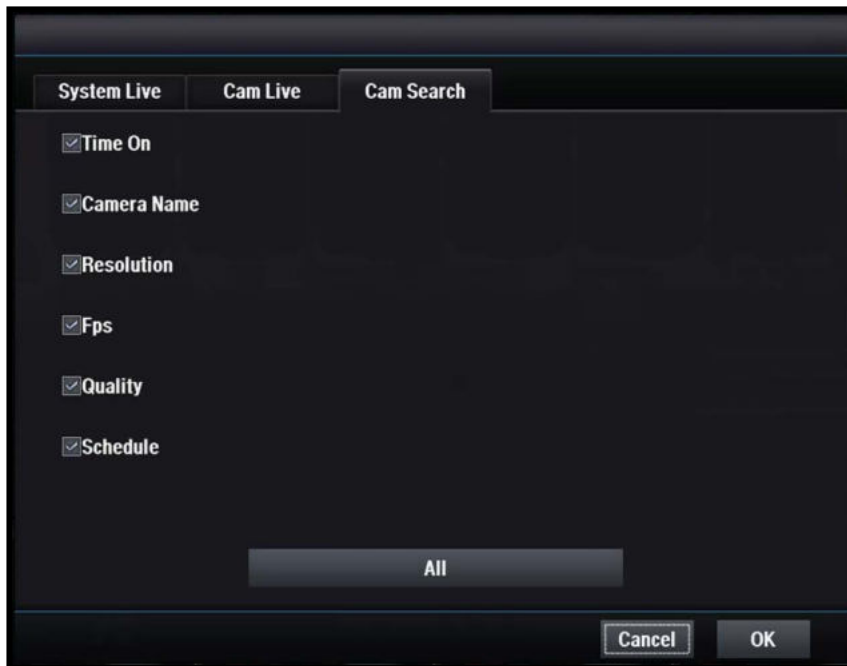 System Live Cam Live Cam Search
Time On
Camera Name
Resolution
Fps
Quality
Schedule
All
Cancel OK